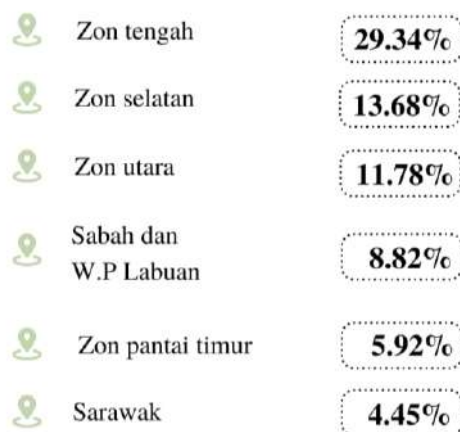 Zon tengah 29.34%
Zon selatan 13.68%
Zon utara 11.78%
Sabah dan
W.P Labuan 8.82%
Zon pantai timur 5.92%
Sarawak 4.45%